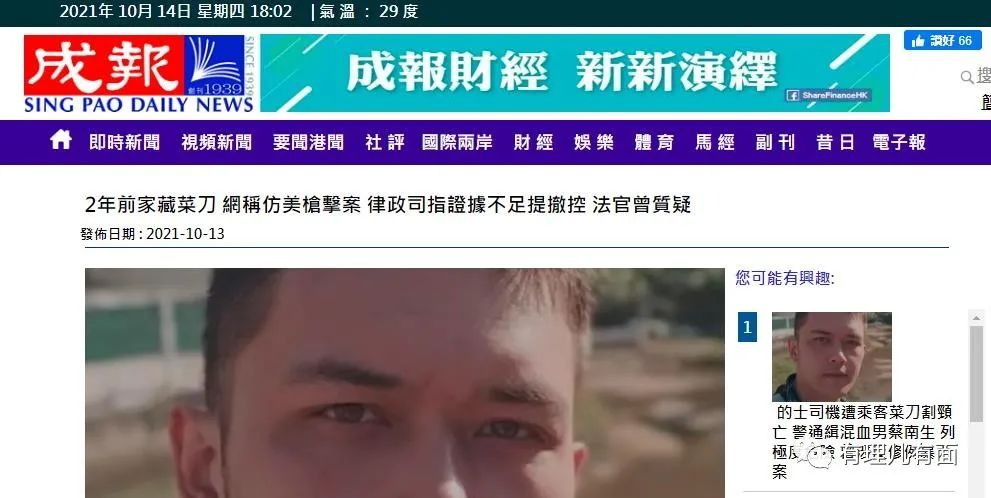 2021年 10月 14日 星期四 18:02 | 氣 溫 : 29 度
成報
創刊1939
SINCE 1939
SING PAO DAILY NEWS
成報財經 新新演繹
ShareFinanceHK
讚好 66
搜
即時新聞 視頻新聞 要聞港聞 社 評 國際兩岸 財 經 娛 樂 體 育 馬 經 副 刊 昔 日 電子報
2年前家藏菜刀 網稱仿美槍擊案 律政司指證據不足提撤控 法官曾質疑
發佈日期 : 2021-10-13
您可能有興趣:
1
的士司機遭乘客菜刀割頸
亡 警通緝混血男蔡南生 列
極度
案
有理儿有面